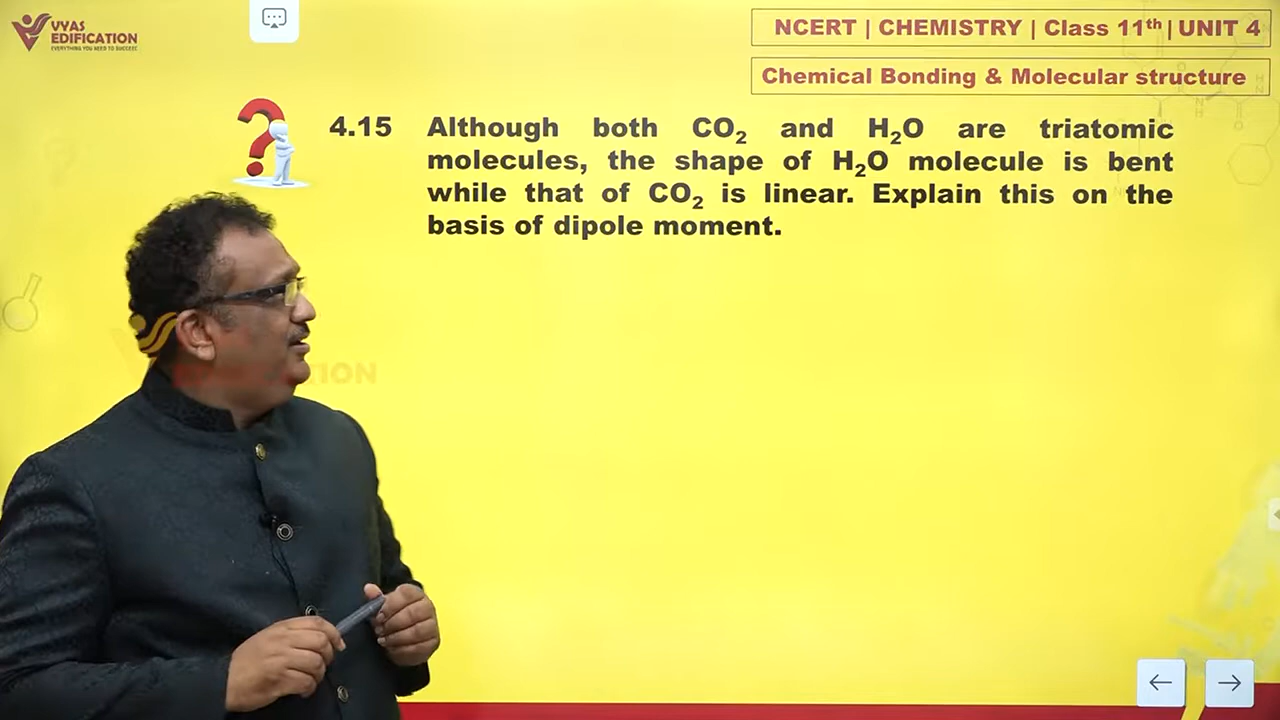 VYAS
EDIFICATION
EVERYTHING YOU NEED TO SUCCEED
NCERT | CHEMISTRY | Class 11th | UNIT 4
Chemical Bonding & Molecular structure
4.15 Although both CO2 and H2O are triatomic
molecules, the shape of H2O molecule is bent
while that of CO2 is linear. Explain this on the
basis of dipole moment.